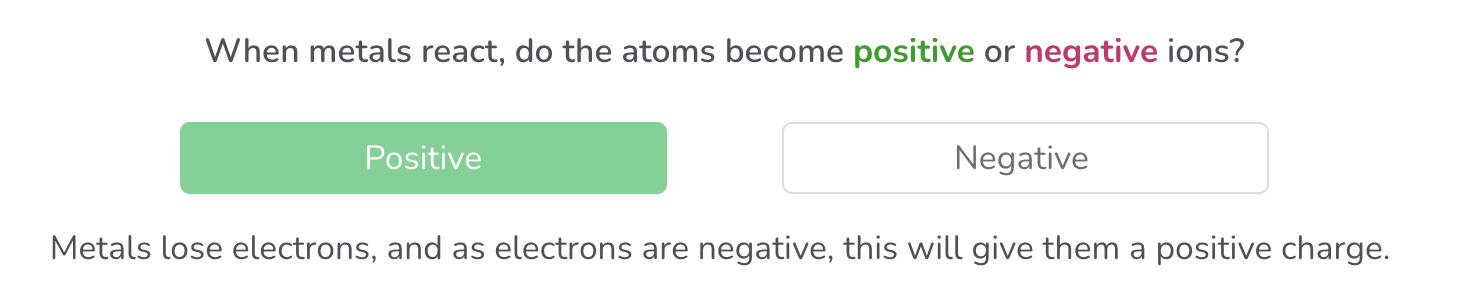 When metals react, do the atoms become positive or negative ions?
Positive
Negative
Metals lose electrons, and as electrons are negative, this will give them a positive charge.